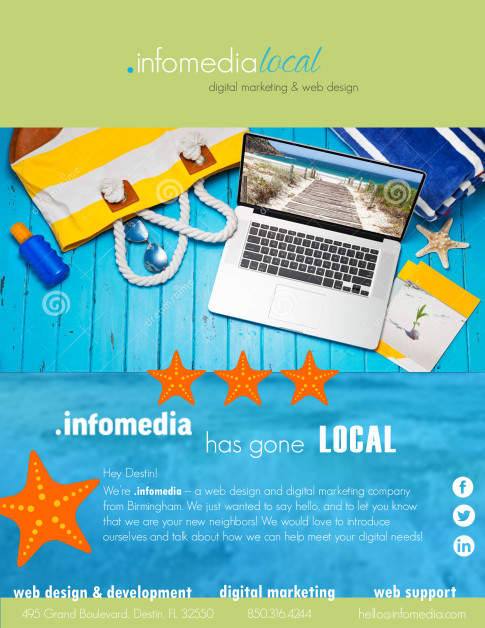 .infomedialocal
digital marketing & web design
dreamstime
.infomedia has gone LOCAL
Hey Destin!
We're .infomedia – a web design and digital marketing company
from Birmingham. We just wanted to say hello, and to let you know
that we are your new neighbors! We would love to introduce
ourselves and talk about how we can help meet your digital needs!
web design & development digital marketing web support
495 Grand Boulevard, Destin, FL 32550 850.316.4244 hello@infomedia.com